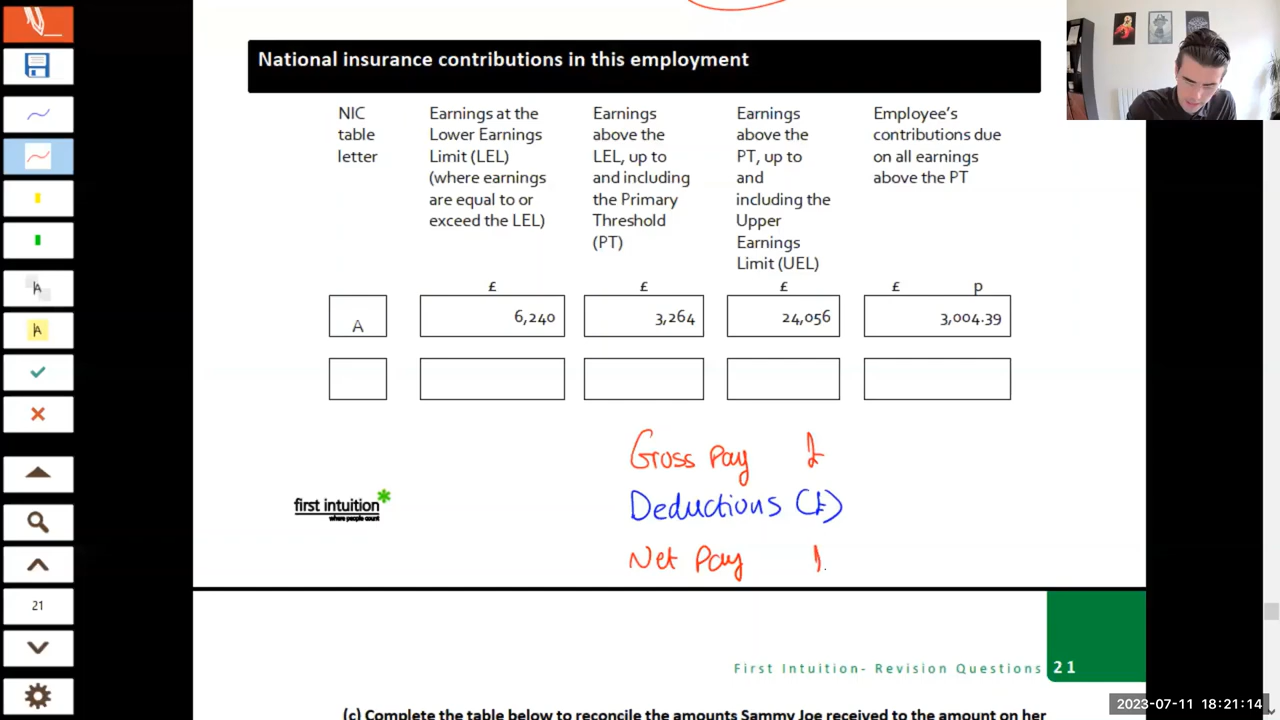 National insurance contributions in this employment
NIC
table
letter
Earnings at the
Lower Earnings
Limit (LEL)
(where earnings
are equal to or
exceed the LEL)
Earnings
above the
LEL, up to
and including
the Primary
Threshold
(PT)
Earnings
above the
PT, up to
and
including the
Upper
Earnings
Limit (UEL)
Employee's
contributions due
on all earnings
above the PT
£ £ £ £ p
A 6,240 3,264 24,056 3,004.39
Gross Pay £
Deductions (£)
Net Pay
first intuition
where people count
First Intuition- Revision Questions 21
(c) Complete the table below to reconcile the amounts Sammy Joe received to the amount on her
21
2023-07-11 18:21:14